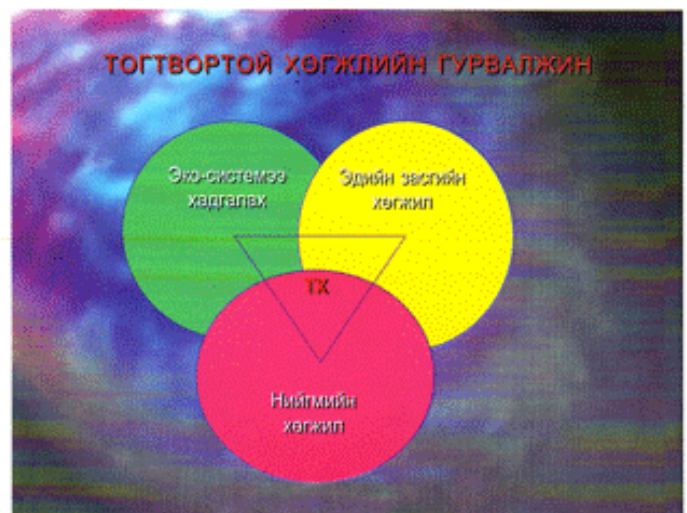 ТОГТВОРТОЙ ХӨГЖЛИЙН ГУРВАЛЖИН
Эко-системээ
хадгалах
Эдийн засгийн
хөгжил
ТХ
Нийгмийн
хөгжил